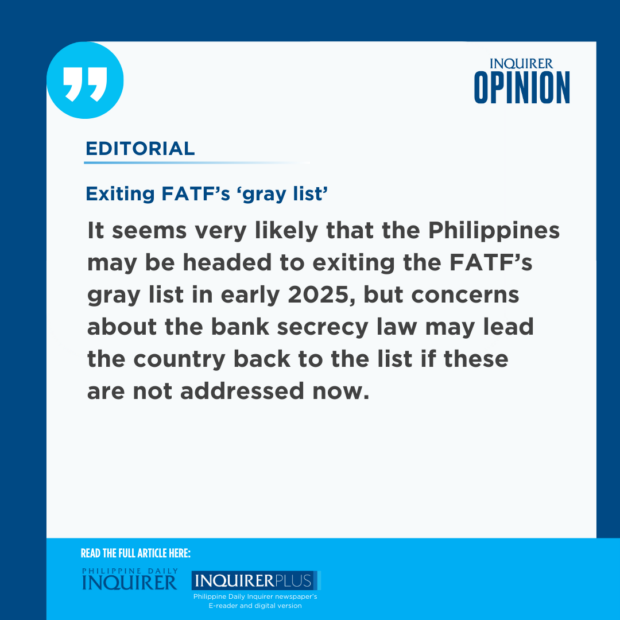 INQUIRER
OPINION
EDITORIAL
Exiting FATF’s ‘gray list’
It seems very likely that the Philippines
may be headed to exiting the FATF’s
gray list in early 2025, but concerns
about the bank secrecy law may lead
the country back to the list if these
are not addressed now.
READ THE FULL ARTICLE HERE:
PHILIPPINE DAILY
INQUIRER
INQUIRERPLUS
Philippine Daily Inquirer newspaper's
E-reader and digital version